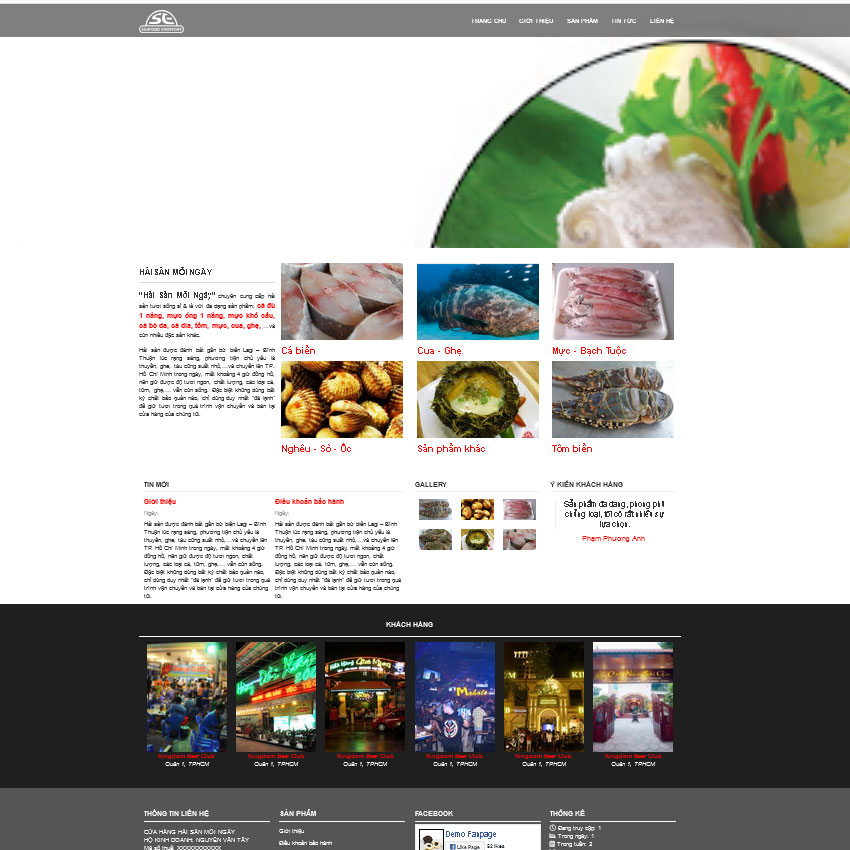 SE
SEAFOOD EVERYDAY
TRANG CHỦ GIỚI THIỆU SẢN PHẨM TIN TỨC LIÊN HỆ
HẢI SẢN MỖI NGÀY
"Hải Sản Mỗi Ngày" chuyên cung cấp hải
sản tươi sống sỉ & lẻ với đa dạng sản phẩm: cá đù
1 nắng, mực ống 1 nắng, mực khô câu,
cá bò da, cá dìa, tôm, mực, cua, ghẹ, ...và
còn nhiều đặc sản khác.
Hải sản được đánh bắt gần bờ biển Lagi – Bình
Thuận lúc rạng sáng, phương tiện chủ yếu là
thuyền, ghe, tàu công suất nhỏ,...và chuyển lên TP.
Hồ Chí Minh trong ngày, mất khoảng 4 giờ đồng hồ,
nên giữ được độ tươi ngon, chất lượng, các loại cá,
tôm, ghẹ,.... vẫn còn sống. Đặc biệt không dùng bất
kỳ chất bảo quản nào, chỉ dùng duy nhất "đá lạnh"
để giữ tươi trong quá trình vận chuyển và bán tại
cửa hàng của chúng tôi.
Cá biển
Cua - Ghẹ
Mực - Bạch Tuộc
Nghêu - Sò - Ốc
Sản phẩm khác
Tôm biển
TIN MỚI
Giới thiệu
Ngày:
Hải sản được đánh bắt gần bờ biển Lagi – Bình
Thuận lúc rạng sáng, phương tiện chủ yếu là
thuyền, ghe, tàu công suất nhỏ,...và chuyển lên
TP. Hồ Chí Minh trong ngày, mất khoảng 4 giờ
đồng hồ, nên giữ được độ tươi ngon, chất
lượng, các loại cá, tôm, ghẹ,.... vẫn còn sống.
Đặc biệt không dùng bất kỳ chất bảo quản nào,
chỉ dùng duy nhất "đá lạnh" để giữ tươi trong quá
trình vận chuyển và bán tại cửa hàng của chúng
tôi.
Điều khoản bảo hành
Ngày:
Hải sản được đánh bắt gần bờ biển Lagi – Bình
Thuận lúc rạng sáng, phương tiện chủ yếu là
thuyền, ghe, tàu công suất nhỏ,...và chuyển lên
TP. Hồ Chí Minh trong ngày, mất khoảng 4 giờ
đồng hồ, nên giữ được độ tươi ngon, chất
lượng, các loại cá, tôm, ghẹ,.... vẫn còn sống.
Đặc biệt không dùng bất kỳ chất bảo quản nào,
chỉ dùng duy nhất "đá lạnh" để giữ tươi trong quá
trình vận chuyển và bán tại cửa hàng của chúng
tôi.
GALLERY
Ý KIẾN KHÁCH HÀNG
Sản phẩm đa dạng, phong phú
chủng loại, tôi có rất nhiều sự
lựa chọn.
Phạm Phương Anh
KHÁCH HÀNG
Kingdom Beer Club
Quận 1, TPHCM
Kingdom Beer Club
Quận 1, TPHCM
Kingdom Beer Club
Quận 1, TPHCM
Kingdom Beer Club
Quận 1, TPHCM
Kingdom Beer Club
Quận 1, TPHCM
Kingdom Beer Club
Quận 1, TPHCM
THÔNG TIN LIÊN HỆ
CỬA HÀNG HẢI SẢN MỖI NGÀY
HỘ KINH DOANH: NGUYỄN VĂN TÂY
Mã số thuế: XXXXXXXXXXX
SẢN PHẨM
Giới thiệu
Điều khoản bảo hành
FACEBOOK
Demo Fanpage
Like Page 52 likes
THỐNG KÊ
Đang truy cập: 1
Trong ngày: 1
Trong tuần: 2